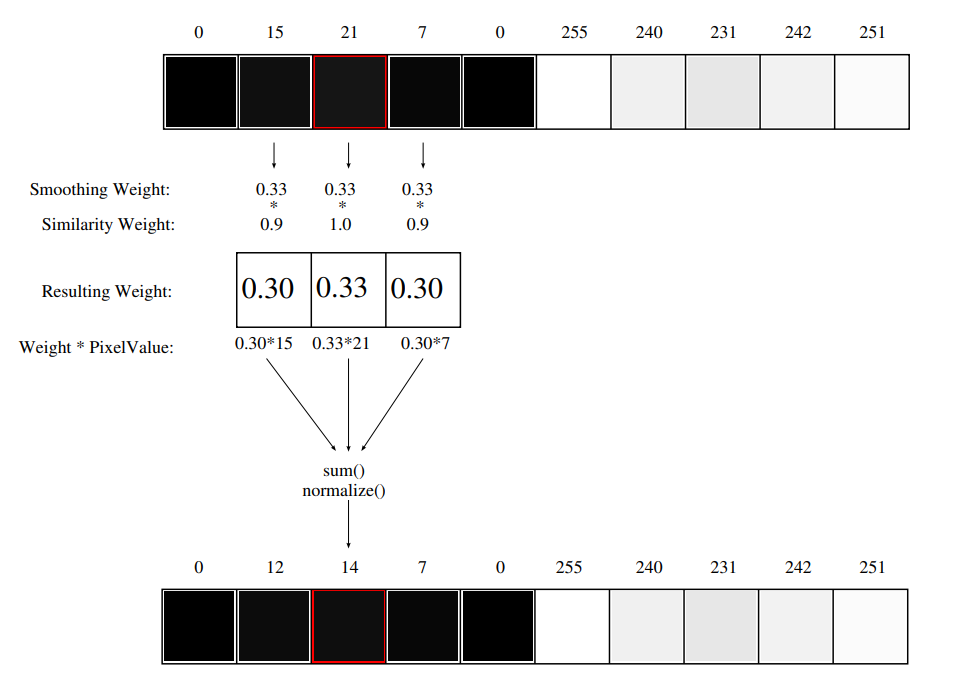 0 15 21 7 0 255 240 231 242 251
Smoothing Weight: 0.33 0.33 0.33
* * *
Similarity Weight: 0.9 1.0 0.9
Resulting Weight: 0.30 0.33 0.30
Weight * PixelValue: 0.30*15 0.33*21 0.30*7
sum()
normalize()
0 12 14 7 0 255 240 231 242 251